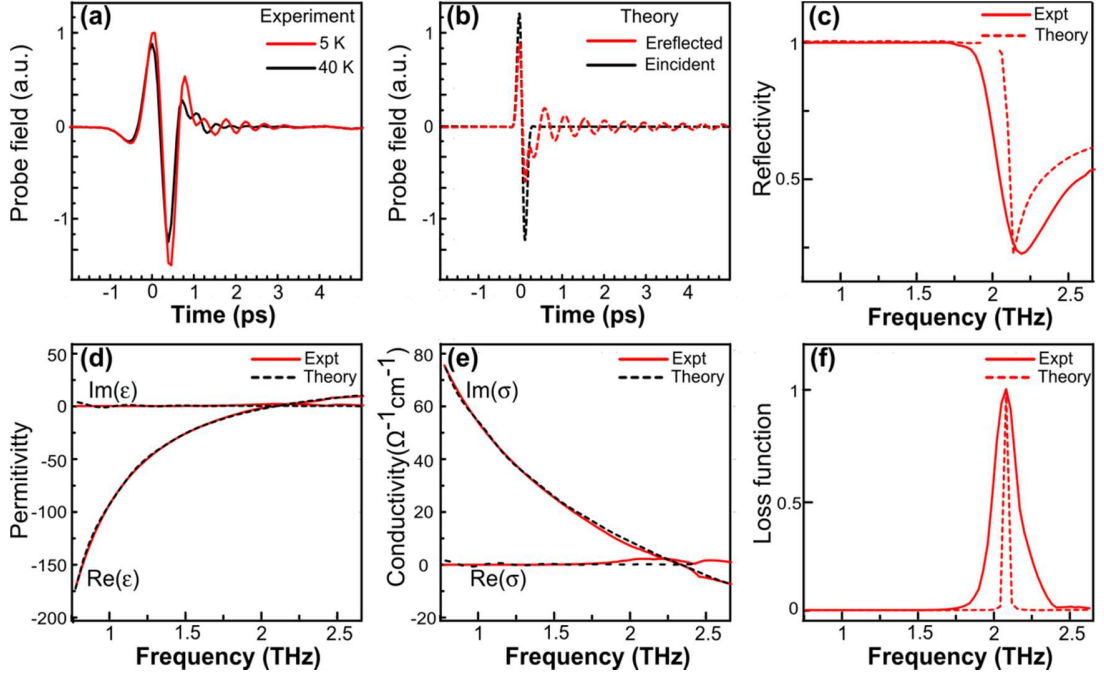 (a)
Experiment
5 K
40 K
Probe field (a.u.)
1
0
-1
-1 0 1 2 3 4
Time (ps)
(b)
Theory
Ereflected
Eincident
Probe field (a.u.)
1
0
-1
-1 0 1 2 3 4
Time (ps)
(c)
Expt
Theory
Reflectivity
1
0.5
1 1.5 2 2.5
Frequency (THz)
(d)
Expt
Theory
Im(ε)
Re(ε)
Permitivitty
50
0
-50
-100
-150
-200
1 1.5 2 2.5
Frequency (THz)
(e)
Expt
Theory
Im(σ)
Re(σ)
Conductivity(Ω⁻¹cm⁻¹)
80
60
40
20
0
-20
1 1.5 2 2.5
Frequency (THz)
(f)
Expt
Theory
Loss function
1
0.5
0
1 1.5 2 2.5
Frequency (THz)